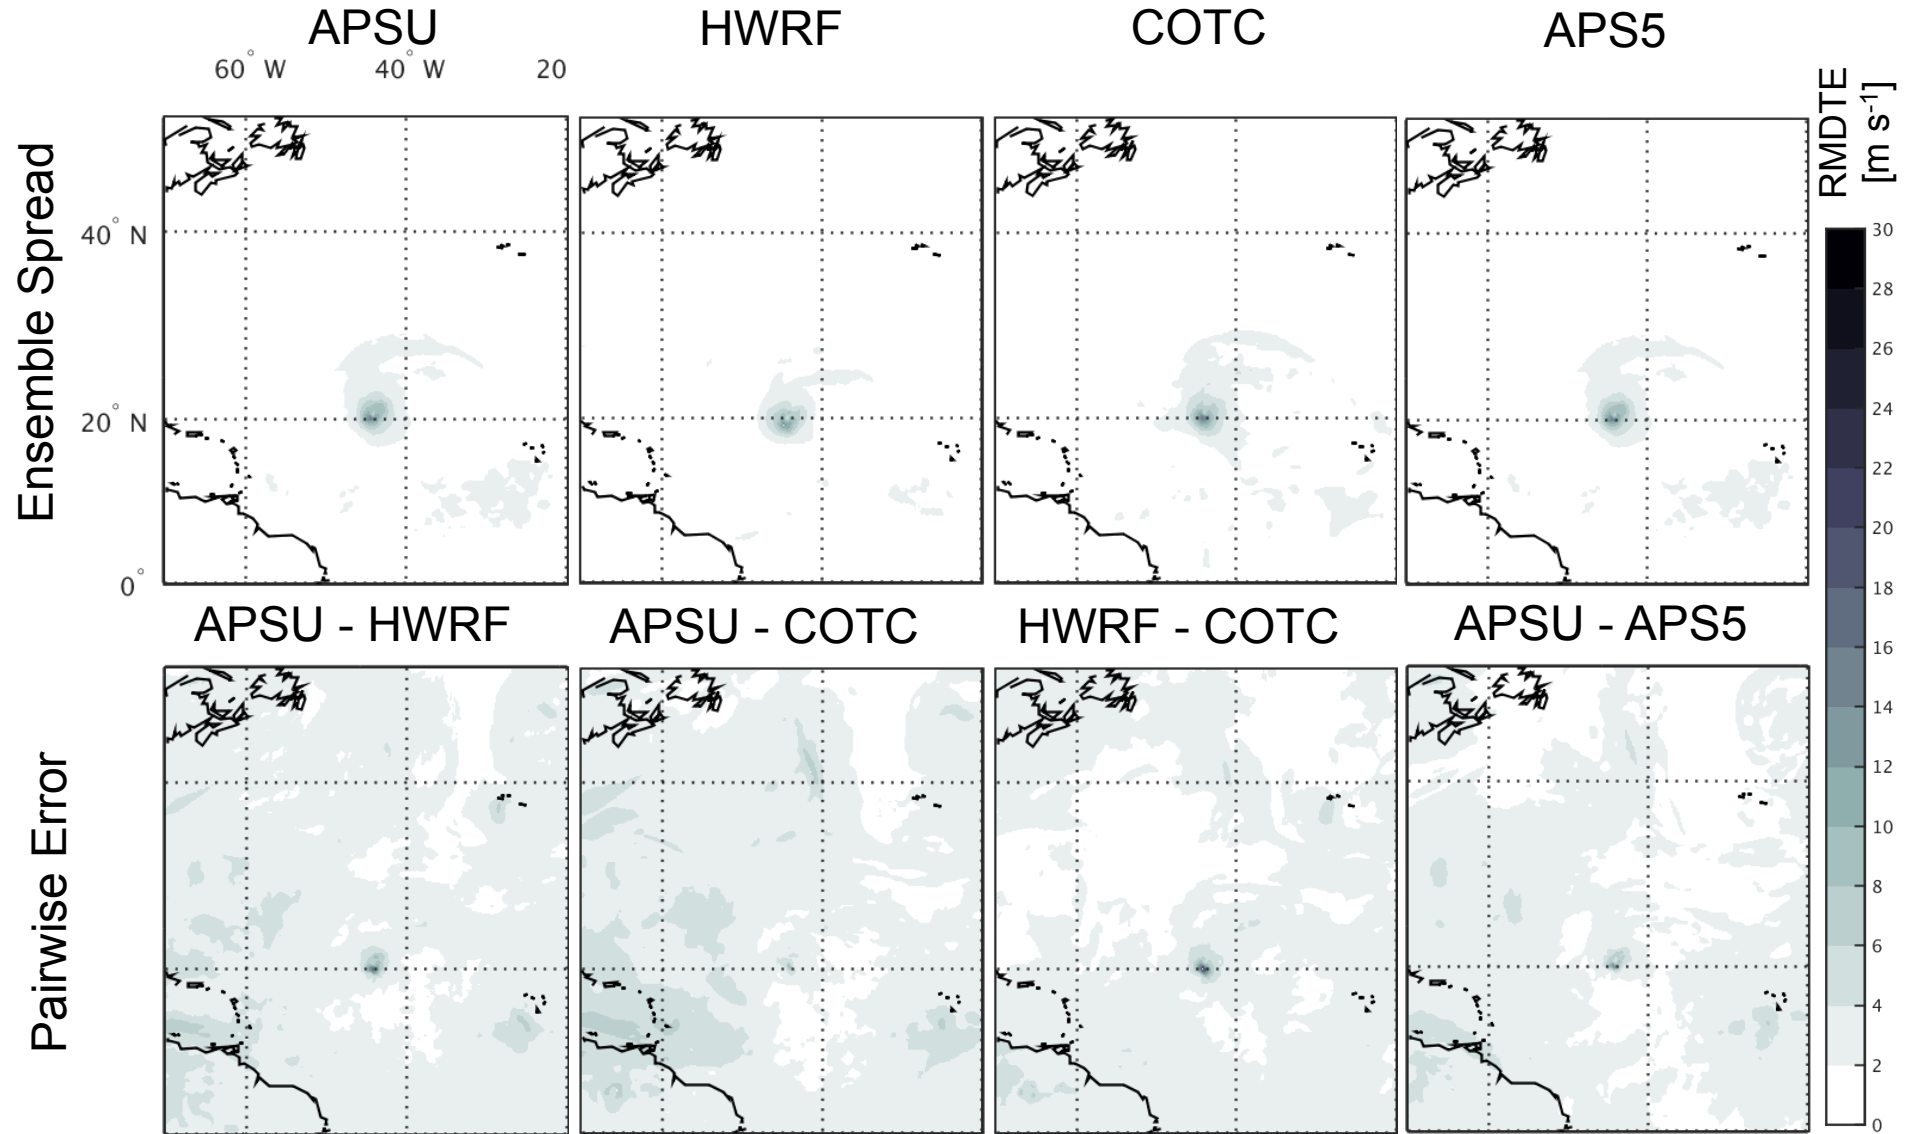 APSU HWRF COTC APS5
60° W 40° W 20
RMDTE
[m s-1]
Ensemble Spread
40° N
20° N
0°
30
28
26
24
22
20
18
16
14
12
10
8
6
4
2
0
APSU - HWRF APSU - COTC HWRF - COTC APSU - APS5
Pairwise Error